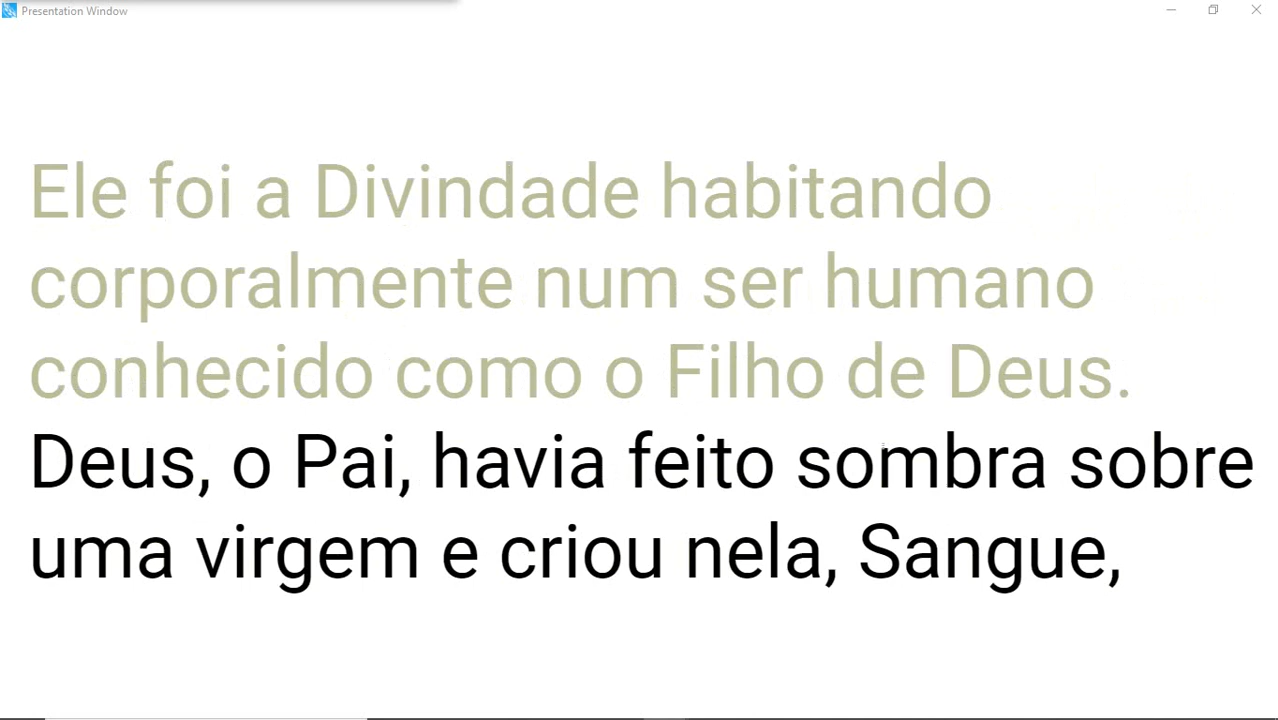 Presentation Window
Ele foi a Divindade habitando
corporalmente num ser humano
conhecido como o Filho de Deus.
Deus, o Pai, havia feito sombra sobre
uma virgem e criou nela, Sangue,